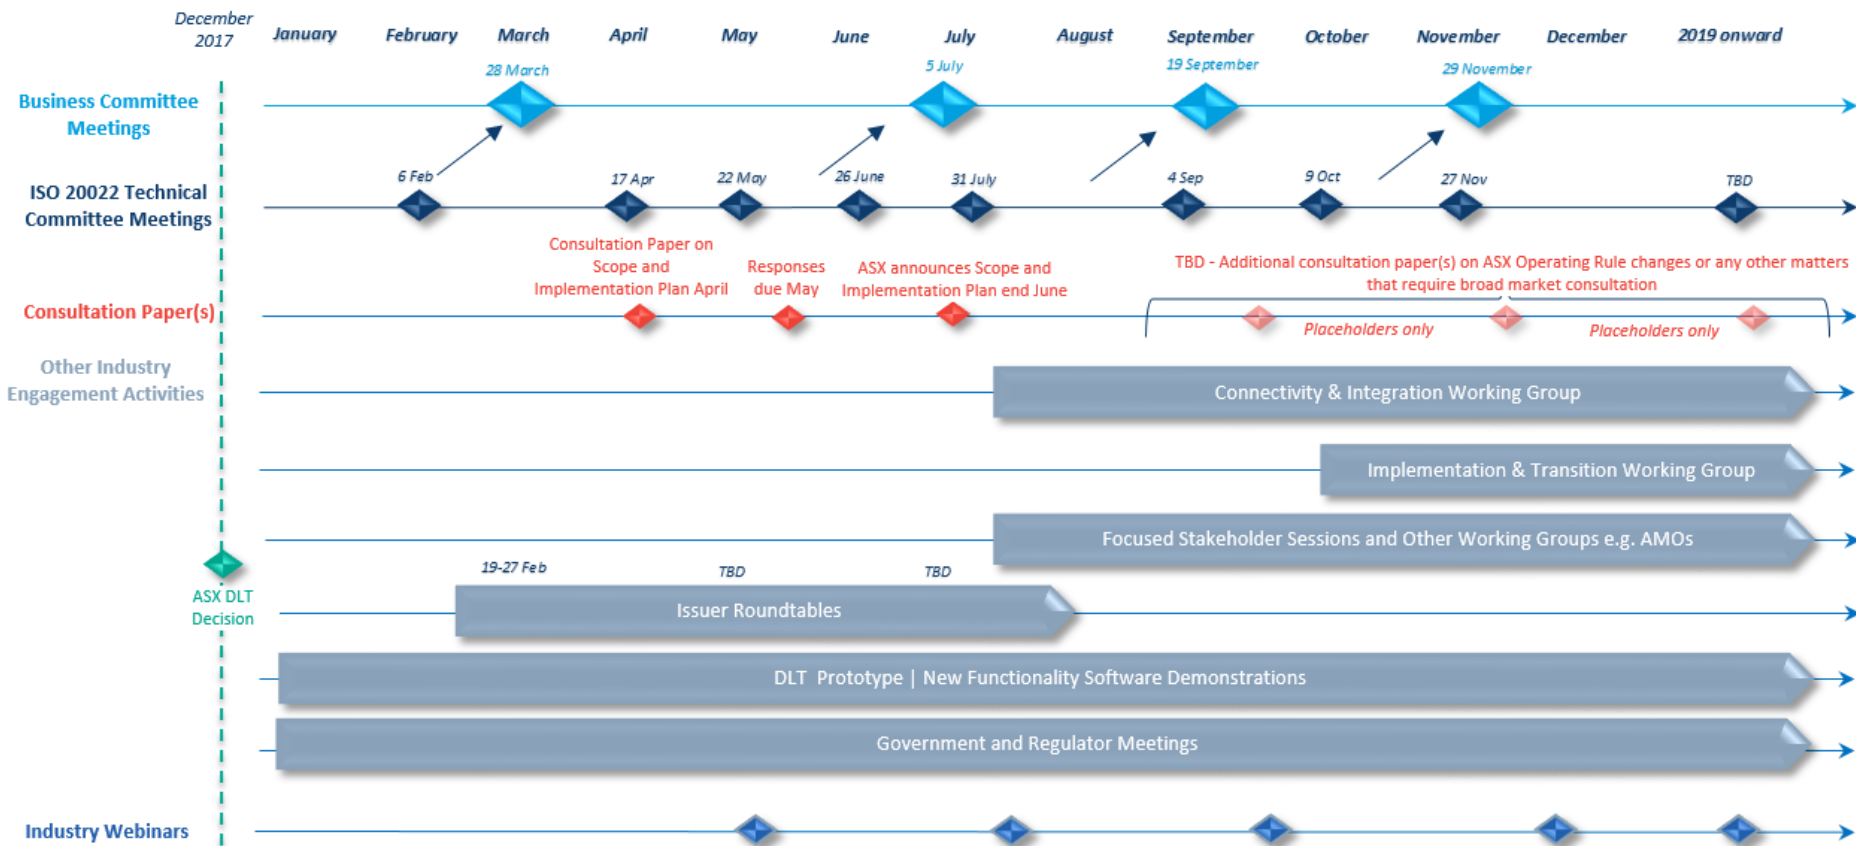 December
2017
January
February
March
April
May
June
July
August
September
October
November
December
2019 onward
28 March
5 July
19 September
29 November
Business Committee
Meetings
6 Feb
17 Apr
22 May
26 June
31 July
4 Sep
9 Oct
27 Nov
TBD
ISO 20022 Technical
Committee Meetings
Consultation Paper on
Scope and
Implementation Plan April
Responses
due May
ASX announces Scope and
Implementation Plan end June
TBD - Additional consultation paper(s) on ASX Operating Rule changes or any other matters
that require broad market consultation
Consultation Paper(s)
Placeholders only
Placeholders only
Other Industry
Engagement Activities
Connectivity & Integration Working Group
Implementation & Transition Working Group
Focused Stakeholder Sessions and Other Working Groups e.g. AMOs
ASX DLT
Decision
19-27 Feb
TBD
TBD
Issuer Roundtables
DLT Prototype | New Functionality Software Demonstrations
Government and Regulator Meetings
Industry Webinars